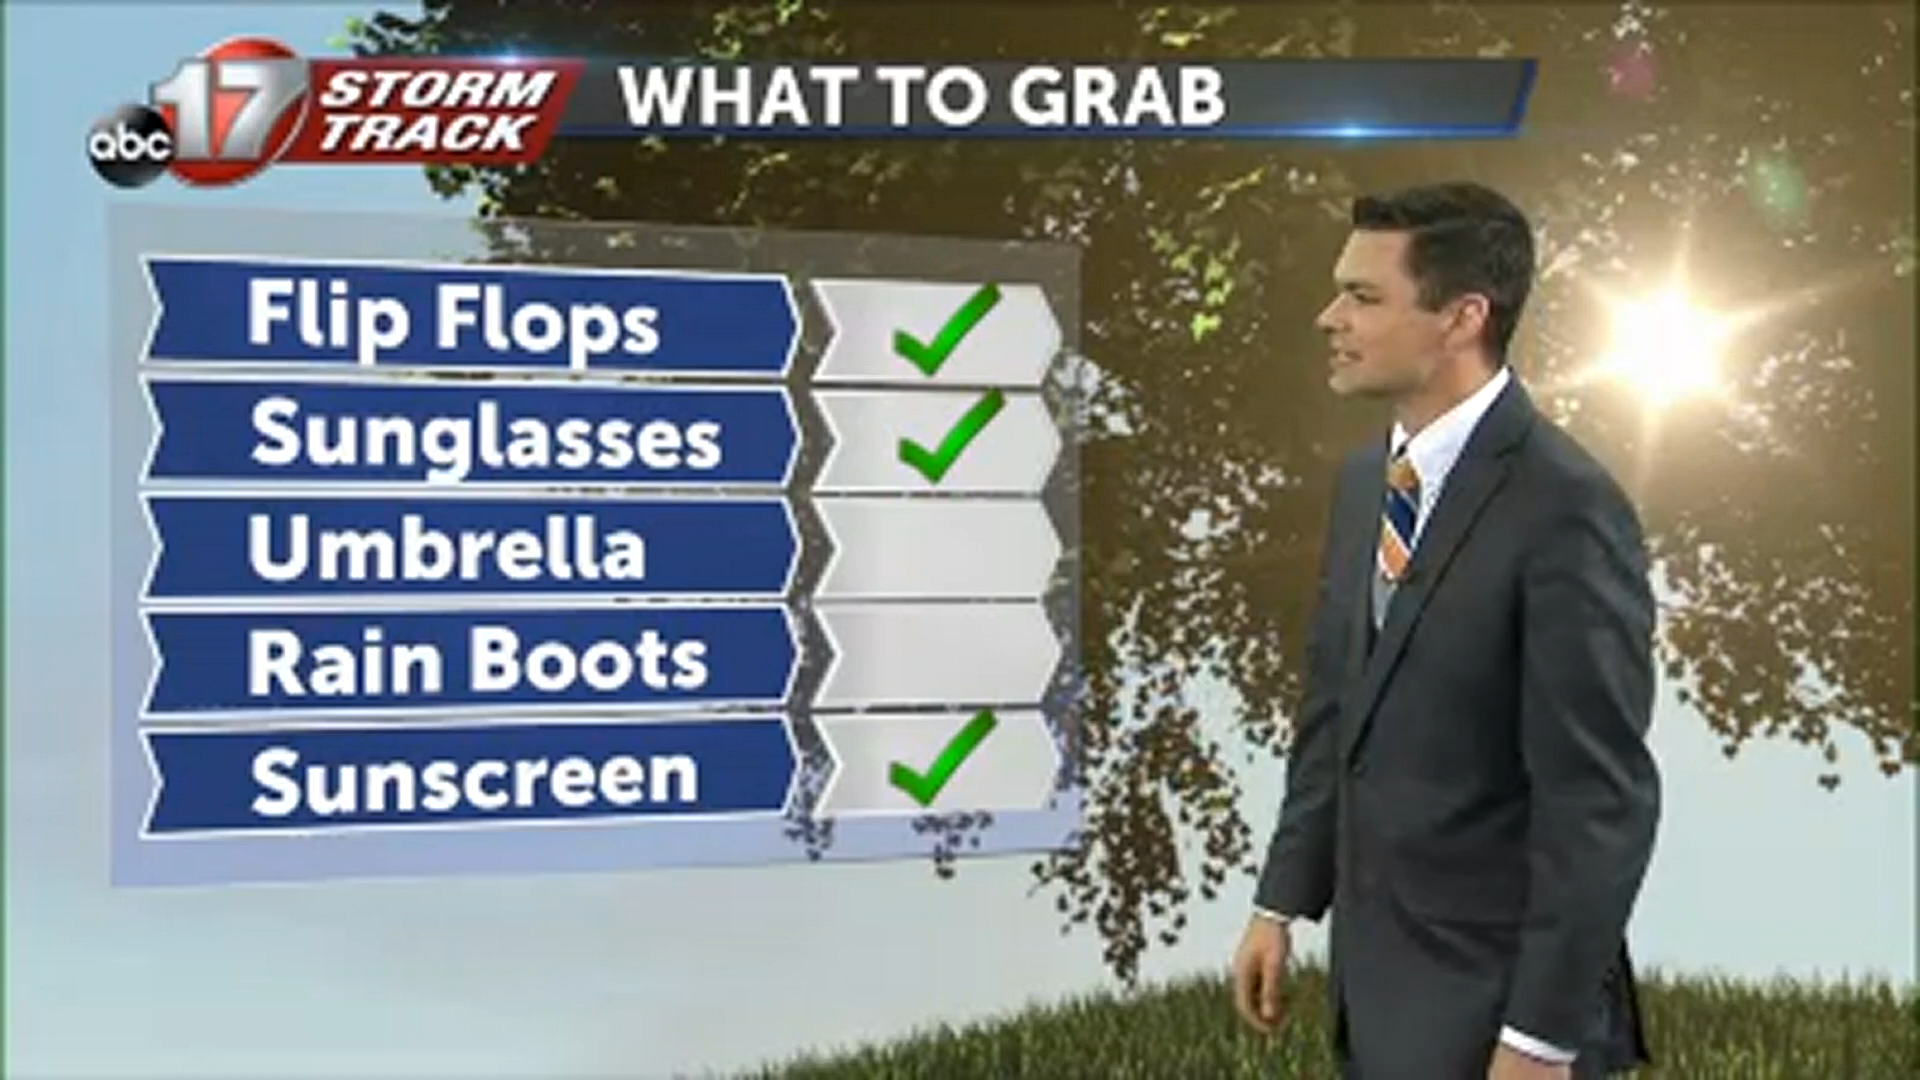 abc 17
STORM
TRACK
WHAT TO GRAB
Flip Flops
Sunglasses
Umbrella
Rain Boots
Sunscreen